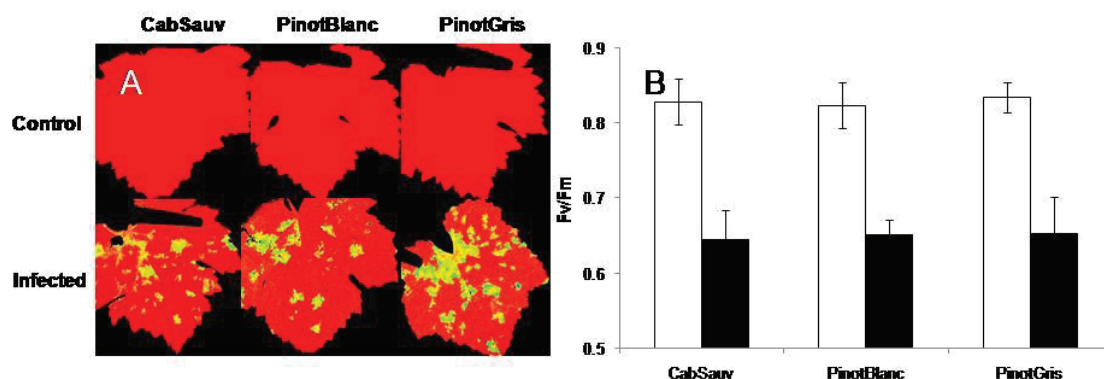 CabSauv PinotBlanc PinotGris
A
Control
Infected
B
Fv/Fm
0.9
0.8
0.7
0.6
0.5
CabSauv PinotBlanc PinotGris